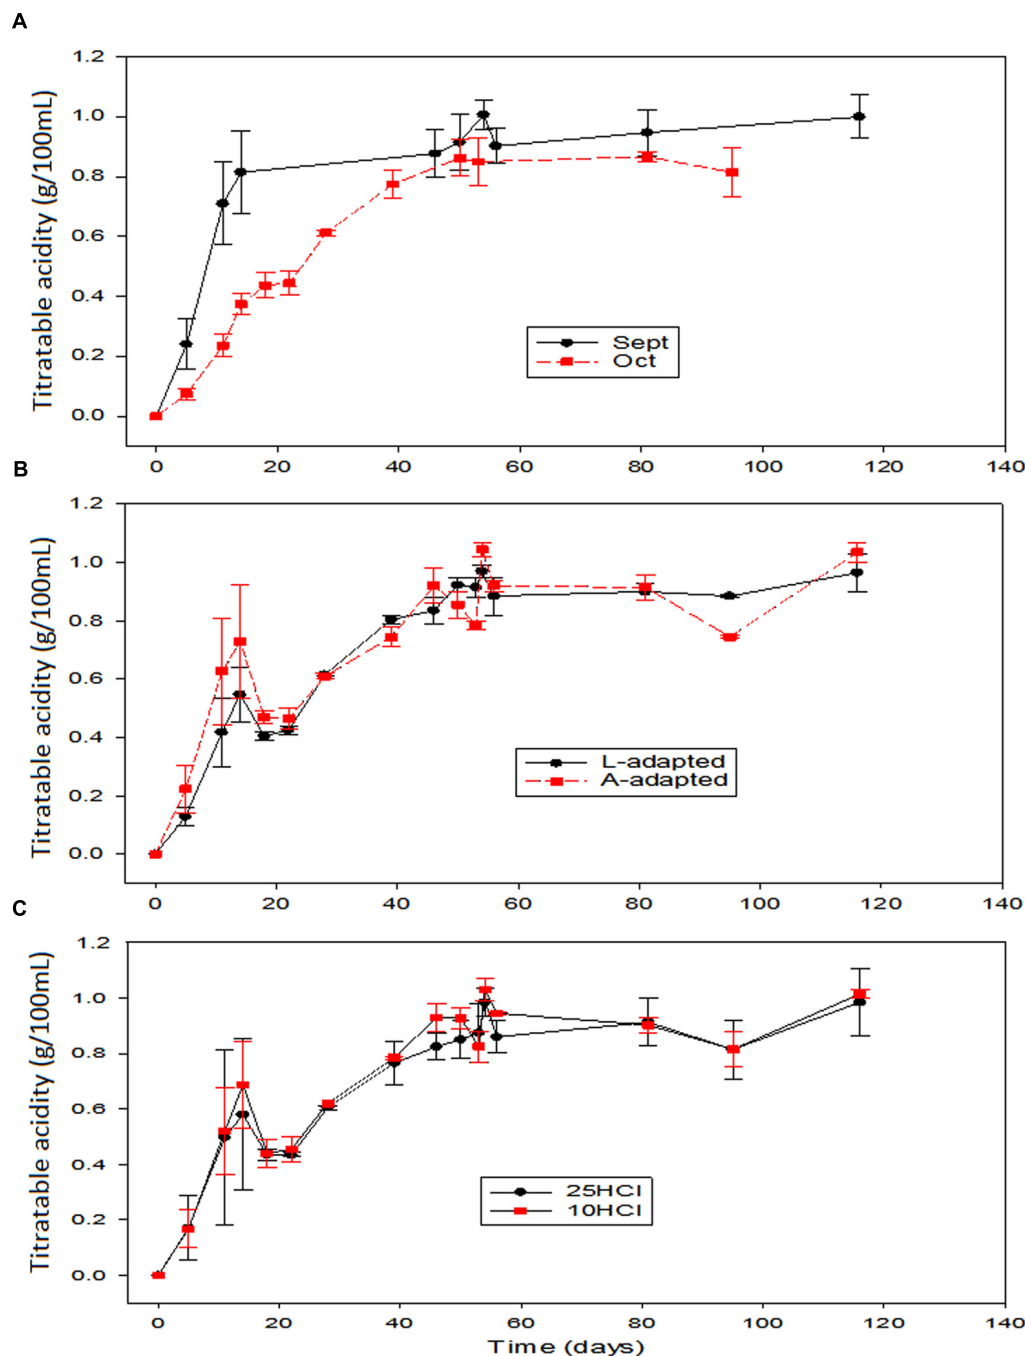 A
Titratable acidity (g/100mL)
1.2
1.0
0.8
0.6
0.4
0.2
0.0
Sept
Oct
0 20 40 60 80 100 120 140
B
Titratable acidity (g/100mL)
1.2
1.0
0.8
0.6
0.4
0.2
0.0
L-adapted
A-adapted
0 20 40 60 80 100 120 140
C
Titratable acidity (g/100mL)
1.2
1.0
0.8
0.6
0.4
0.2
0.0
25HCl
10HCl
0 20 40 60 80 100 120 140
Time (days)